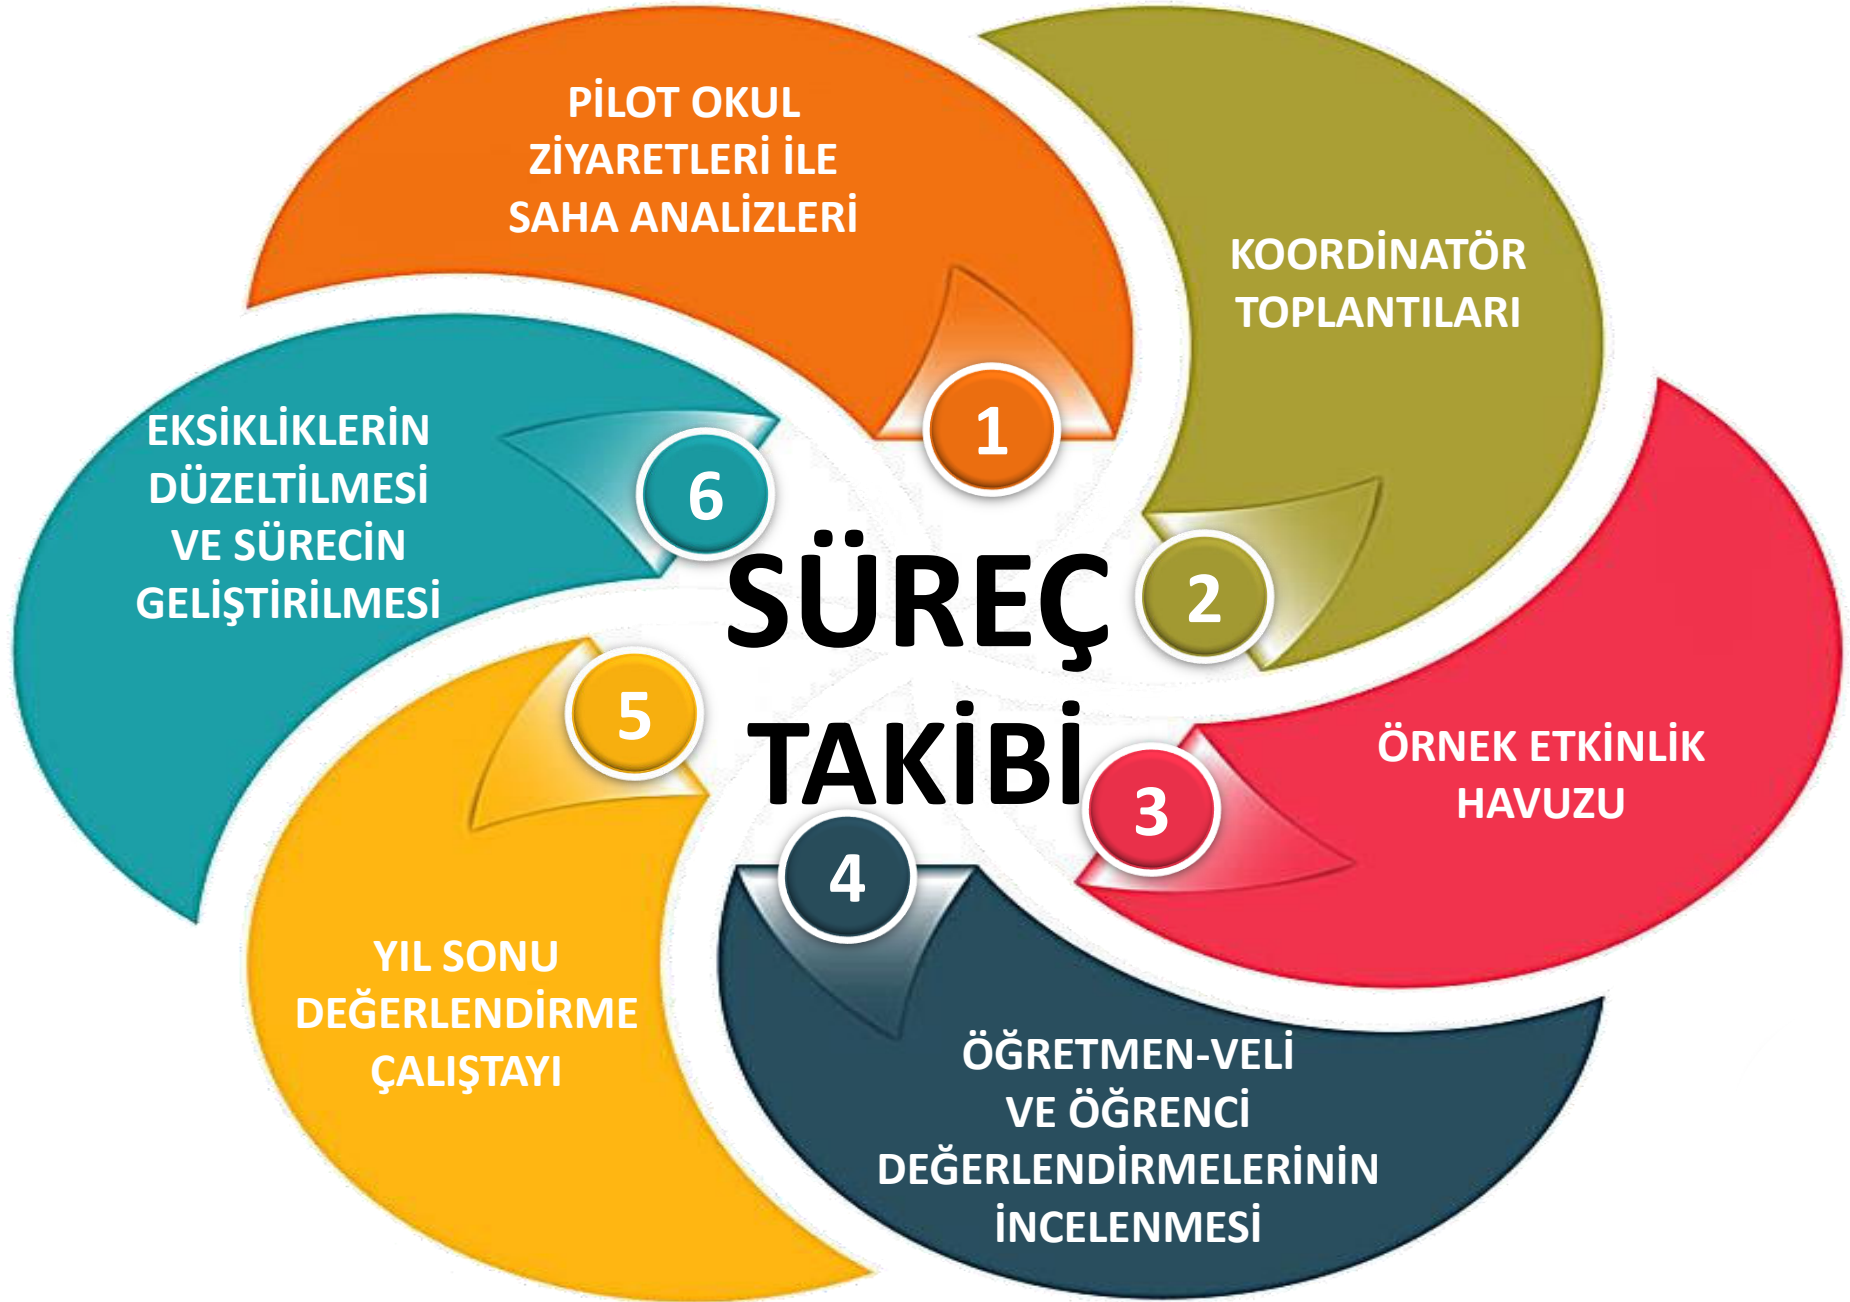 PİLOT OKUL
ZİYARETLERİ İLE
SAHA ANALİZLERİ
1
KOORDİNATÖR
TOPLANTILARI
2
ÖRNEK ETKİNLİK
HAVUZU
3
ÖĞRETMEN-VELİ
VE ÖĞRENCİ
DEĞERLENDİRMELERİNİN
İNCELENMESİ
4
YIL SONU
DEĞERLENDİRME
ÇALIŞTAYI
5
EKSİKLİKLERİN
DÜZELTİLMESİ
VE SÜRECİN
GELİŞTİRİLMESİ
6
SÜREÇ
TAKİBİ